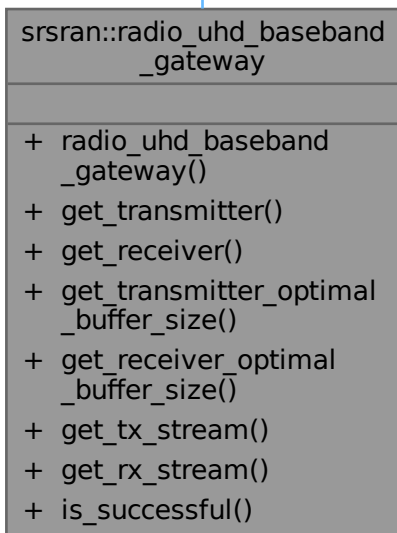 srsran::radio_uhd_baseband
_gateway
+ radio_uhd_baseband
_gateway()
+ get_transmitter()
+ get_receiver()
+ get_transmitter_optimal
_buffer_size()
+ get_receiver_optimal
_buffer_size()
+ get_tx_stream()
+ get_rx_stream()
+ is_successful()